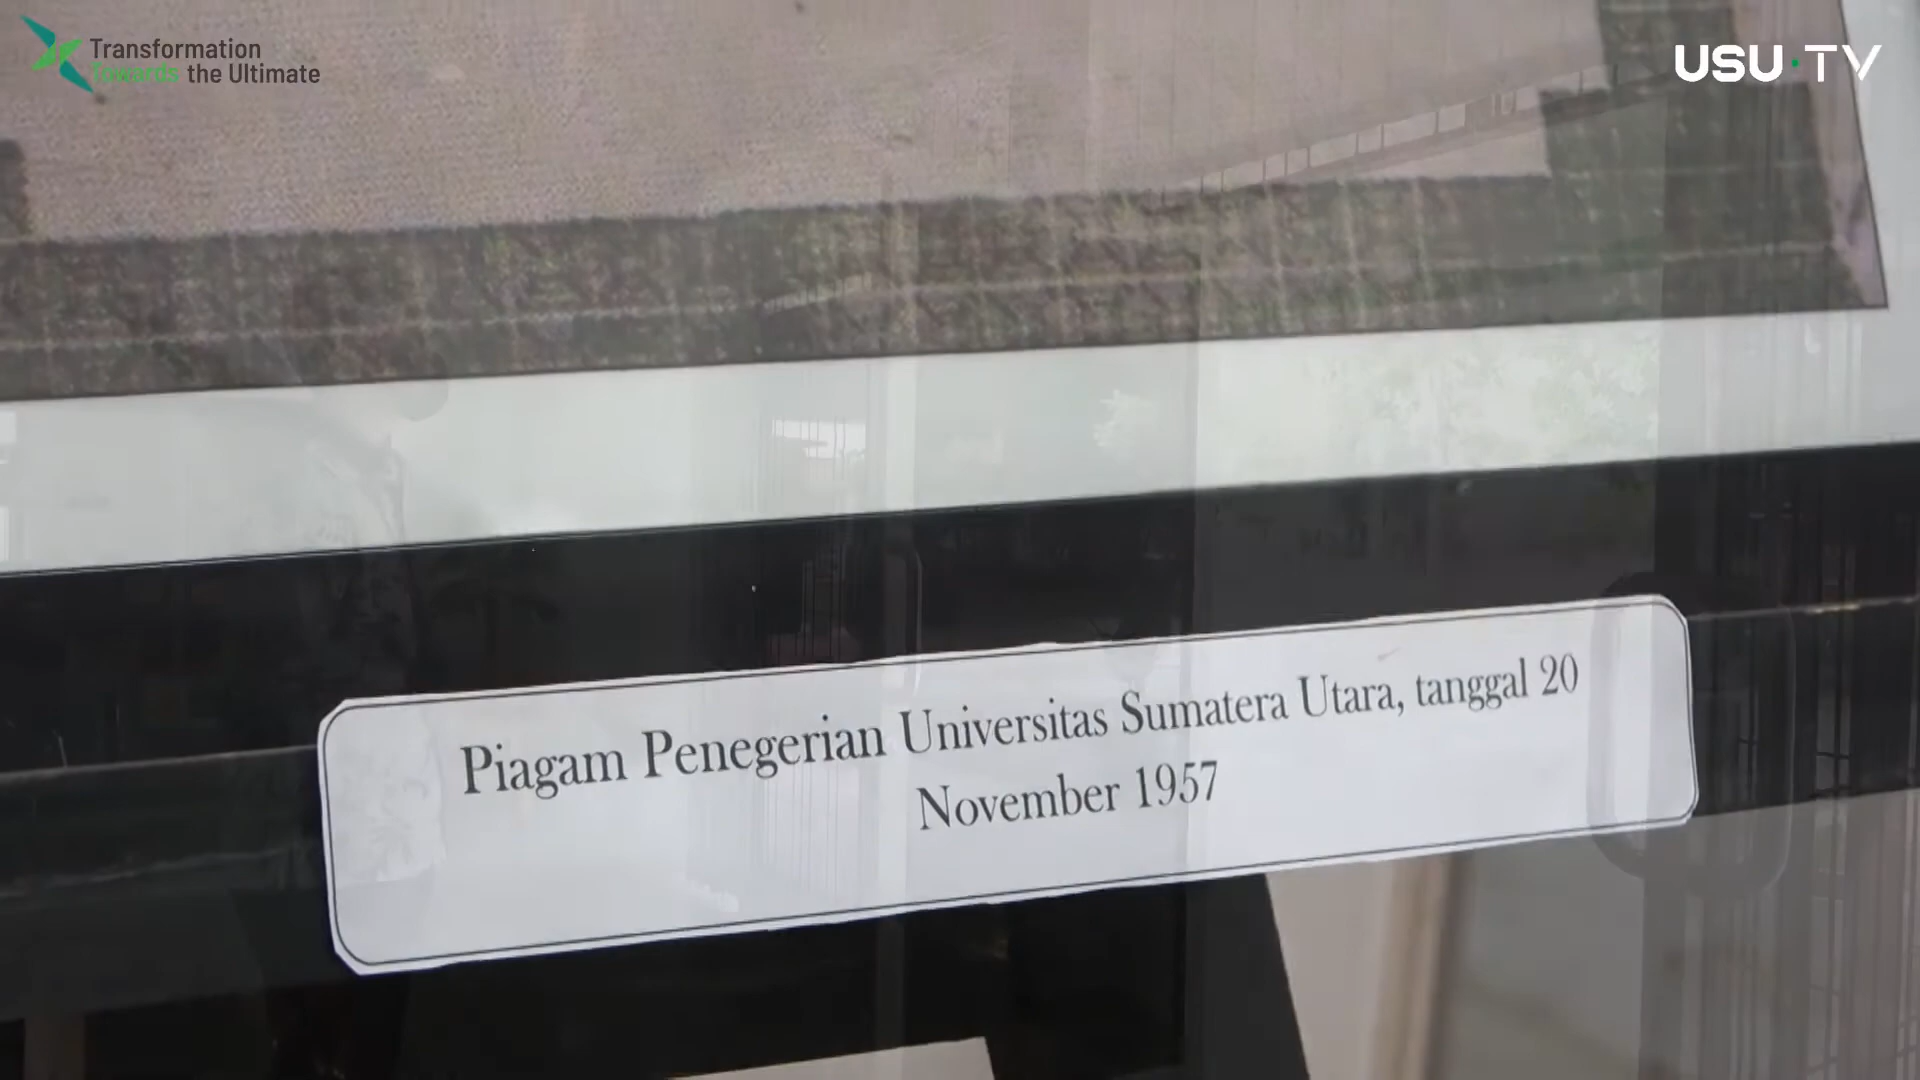 Transformation
Towards the Ultimate
USU·TV
Piagam Penegerian Universitas Sumatera Utara, tanggal 20
November 1957